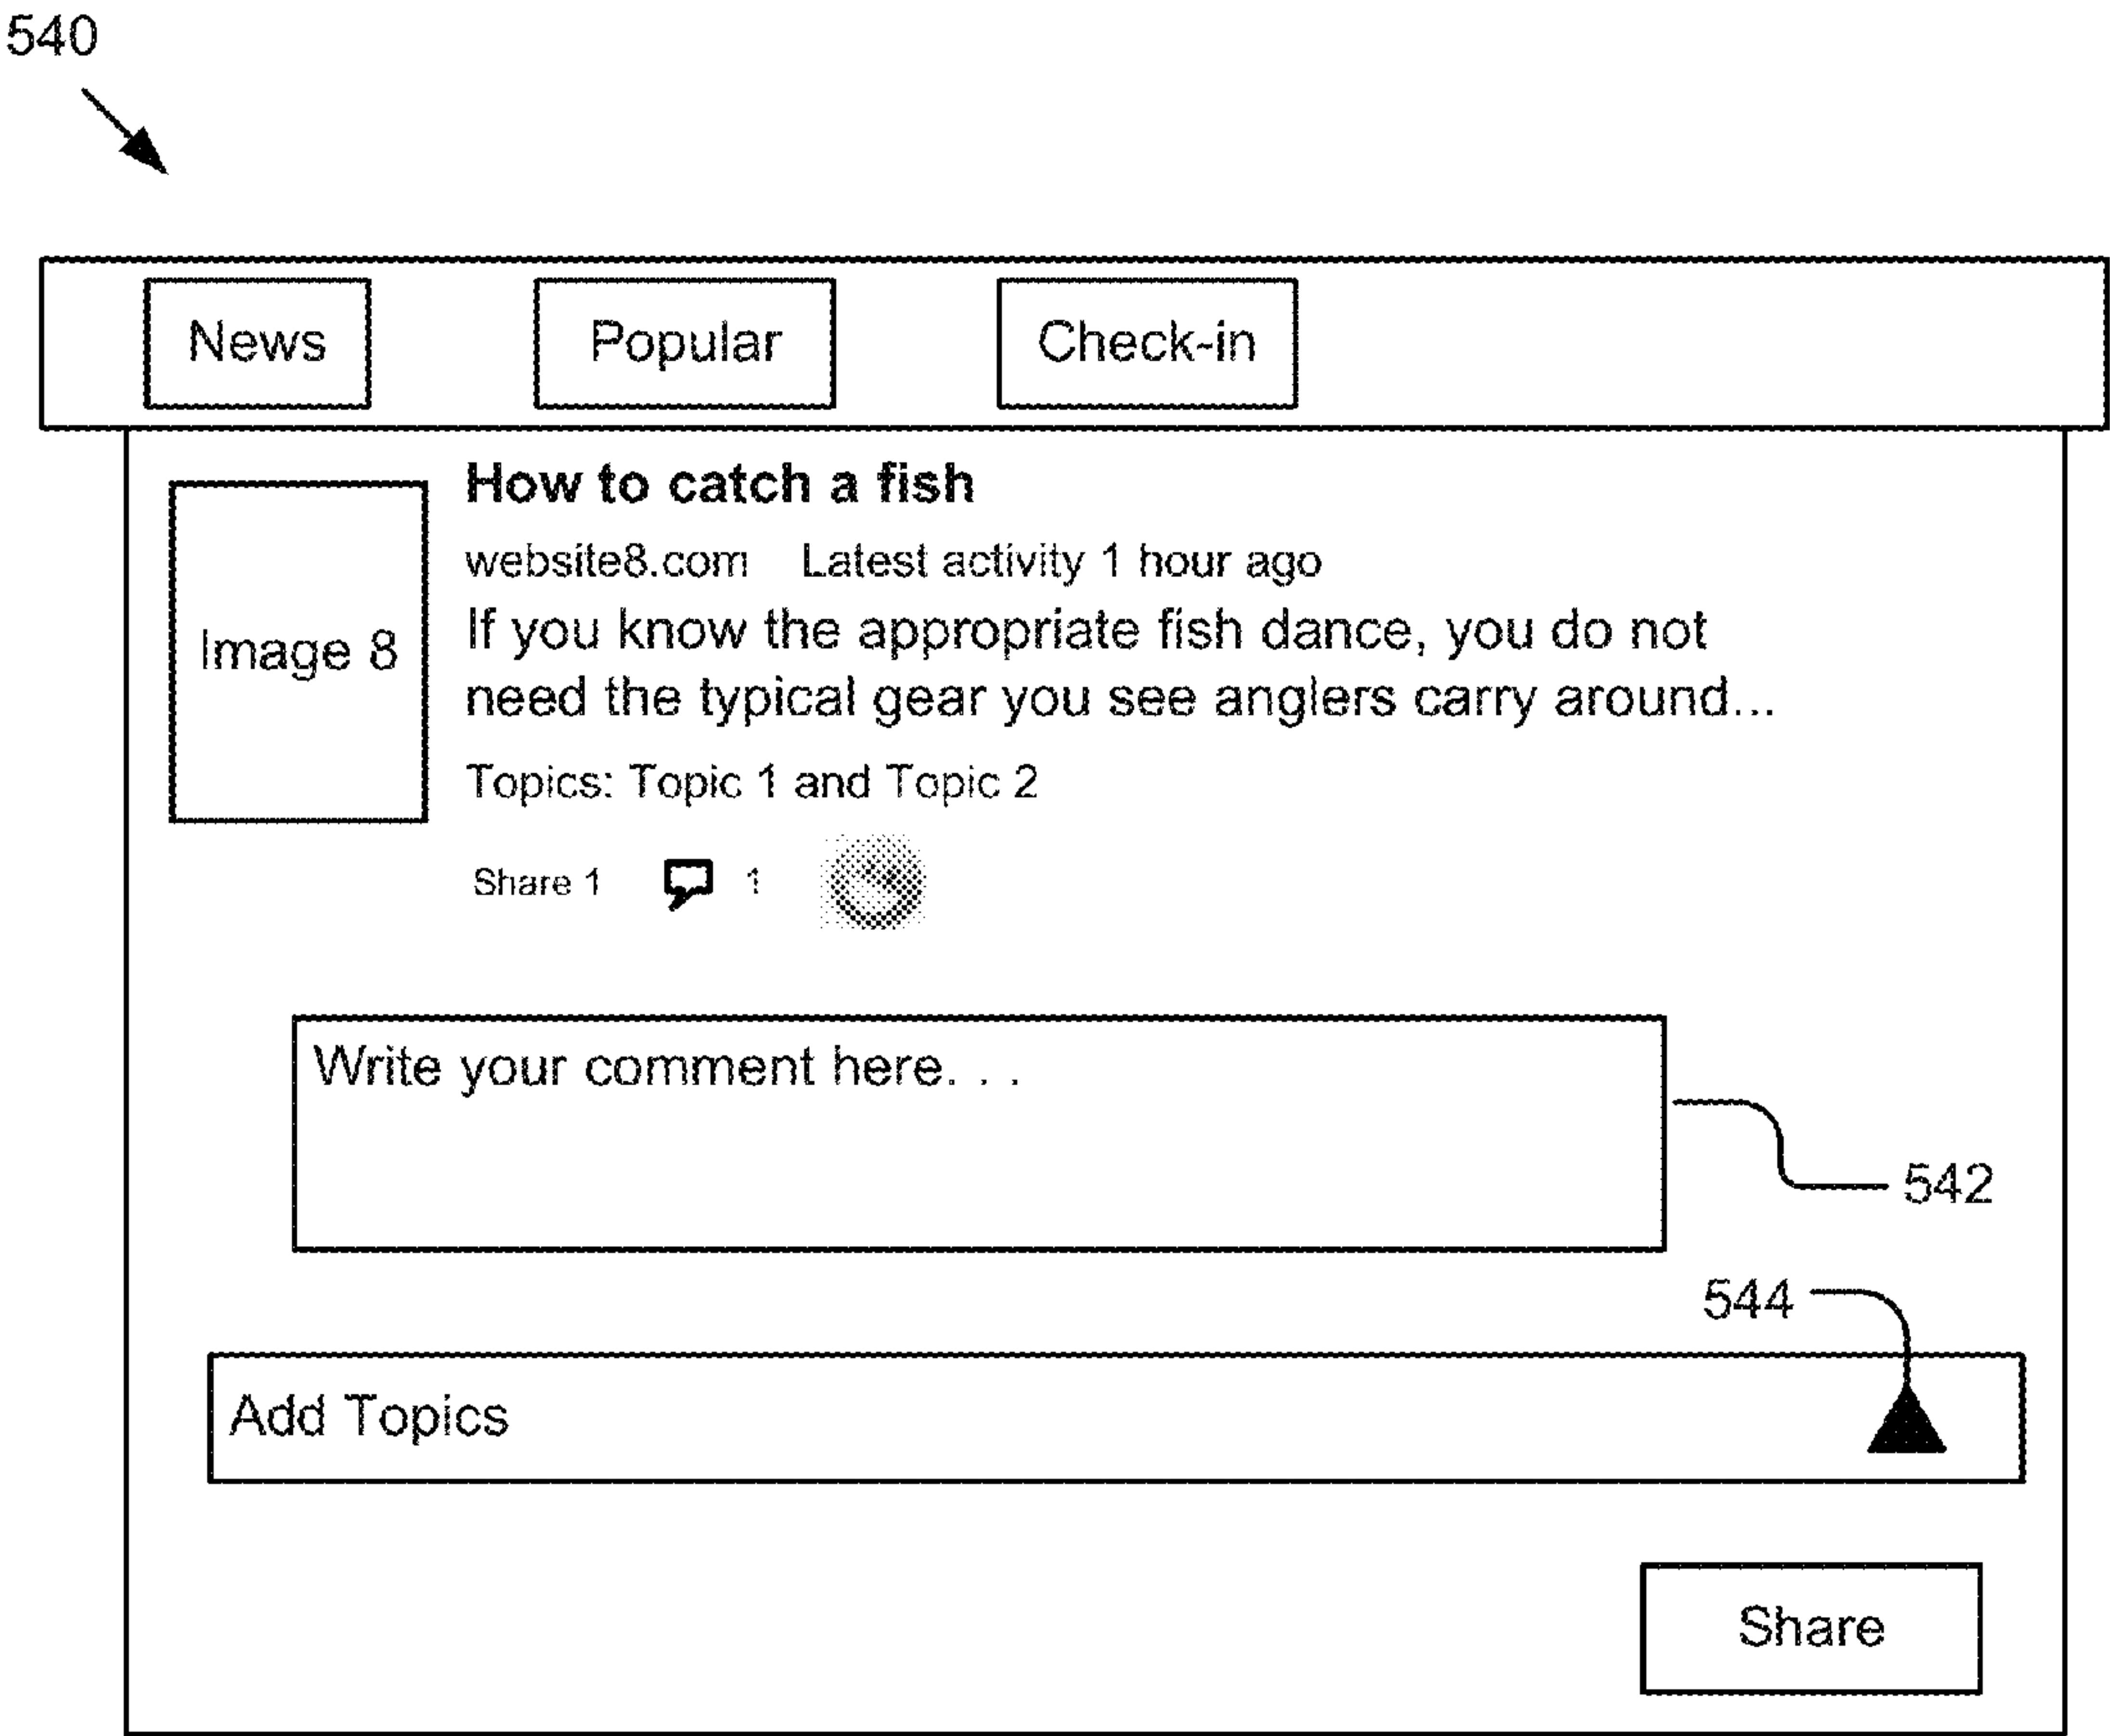 540
News Popular Check-in
How to catch a fish
website8.com Latest activity 1 hour ago
Image 8
If you know the appropriate fish dance, you do not
need the typical gear you see anglers carry around...
Topics: Topic 1 and Topic 2
Share 1 1
Write your comment here. . .
542
544
Add Topics
Share